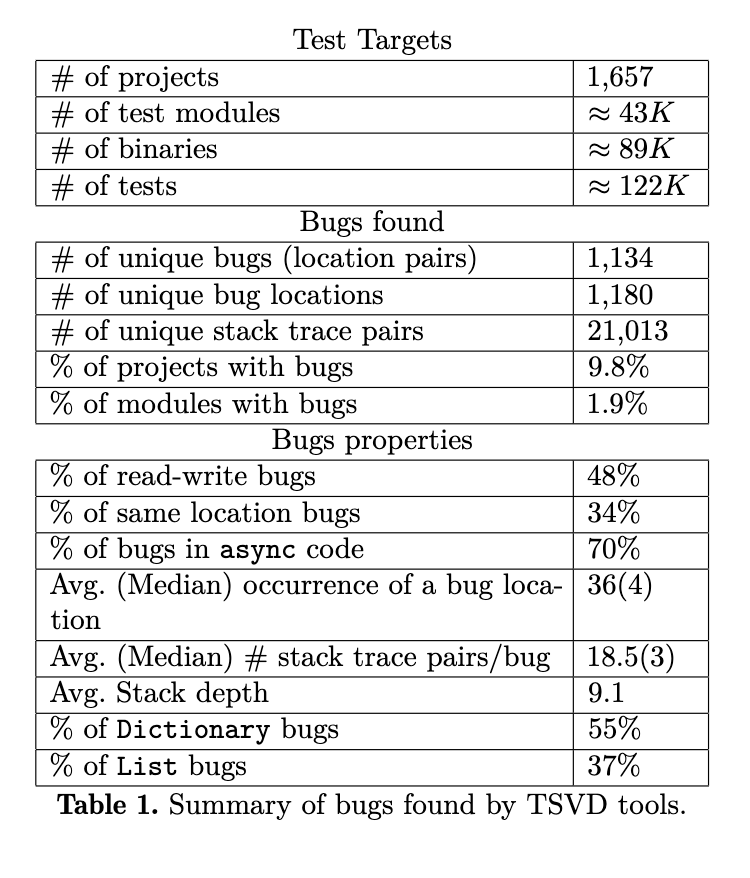 Test Targets
# of projects 1,657
# of test modules ≈ 43K
# of binaries ≈ 89K
# of tests ≈ 122K
Bugs found
# of unique bugs (location pairs) 1,134
# of unique bug locations 1,180
# of unique stack trace pairs 21,013
% of projects with bugs 9.8%
% of modules with bugs 1.9%
Bugs properties
% of read-write bugs 48%
% of same location bugs 34%
% of bugs in async code 70%
Avg. (Median) occurrence of a bug loca- 36(4)
tion
Avg. (Median) # stack trace pairs/bug 18.5(3)
Avg. Stack depth 9.1
% of Dictionary bugs 55%
% of List bugs 37%
Table 1. Summary of bugs found by TSVD tools.